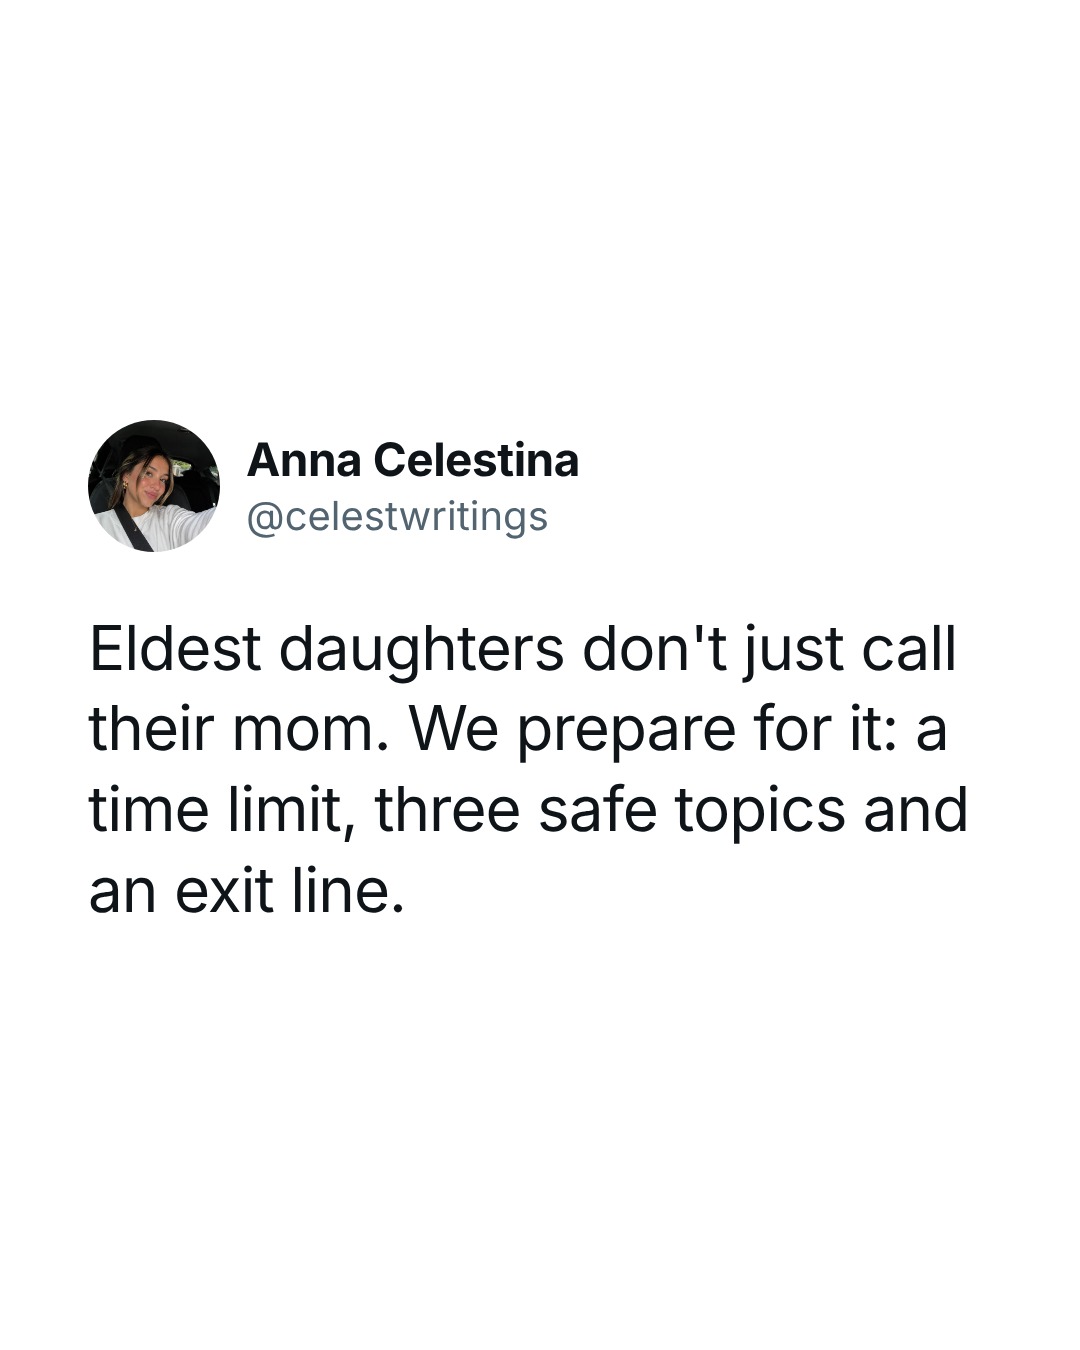 Anna Celestina
@celestwritings
Eldest daughters don't just call
their mom. We prepare for it: a
time limit, three safe topics and
an exit line.